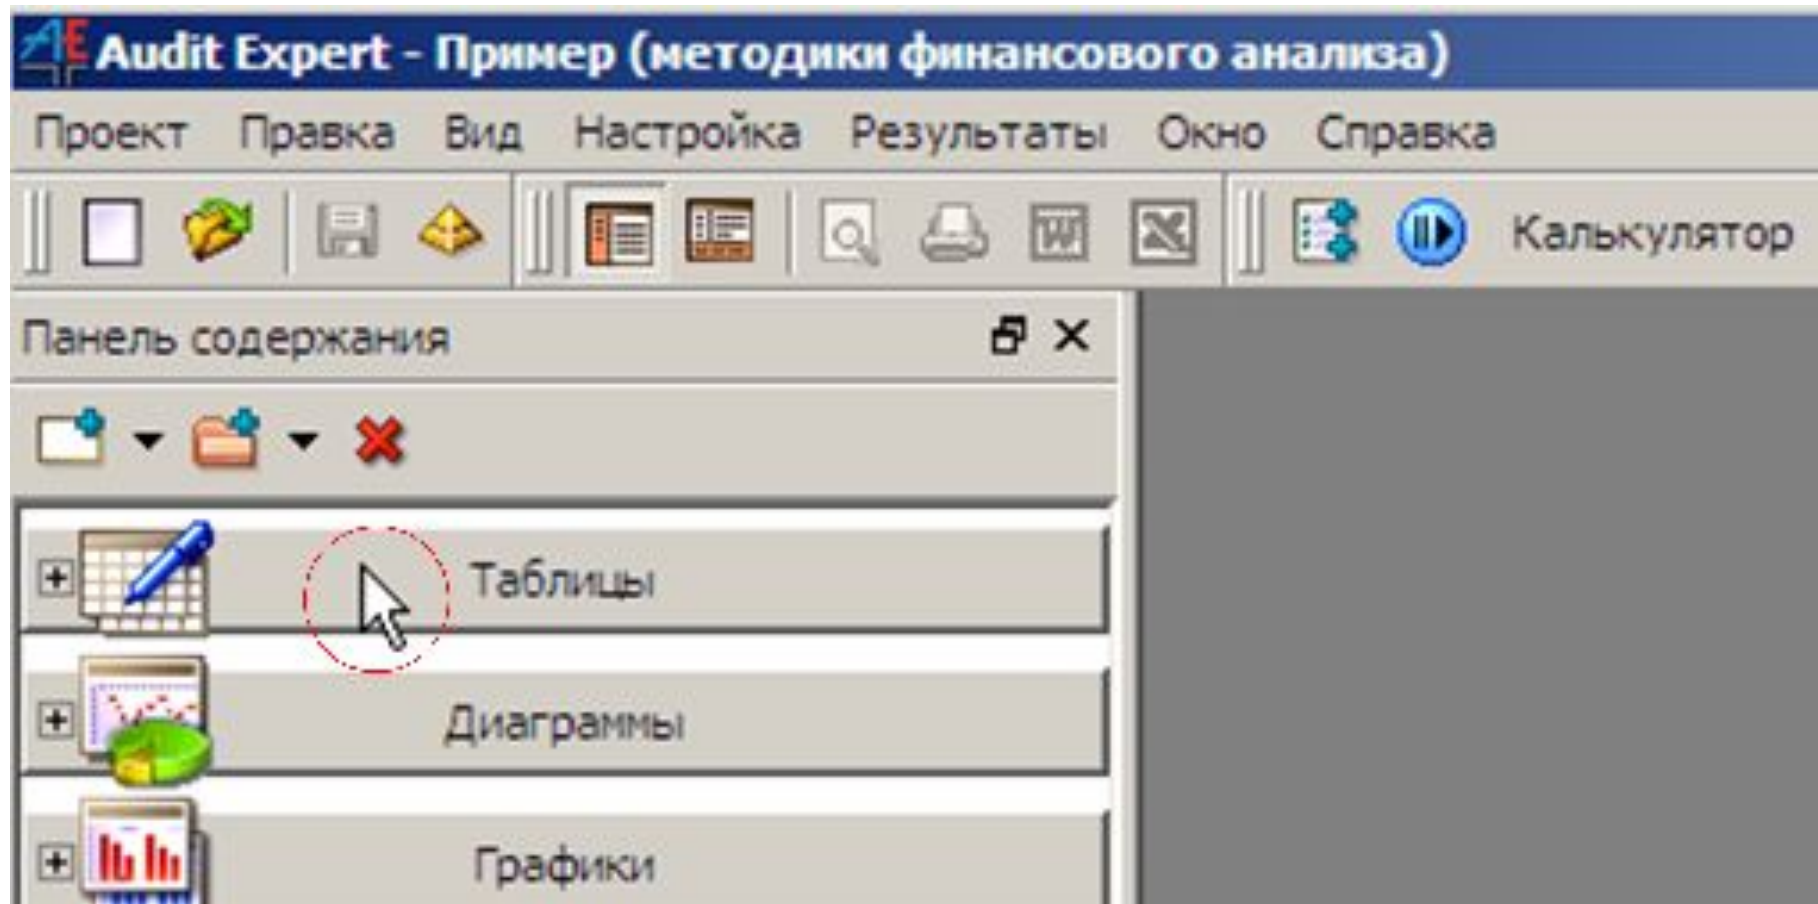 AE Audit Expert - Пример (методики финансового анализа)
Проект Правка Вид Настройка Результаты Окно Справка
W X Калькулятор
Панель содержания
Таблицы
Диаграммы
Графики